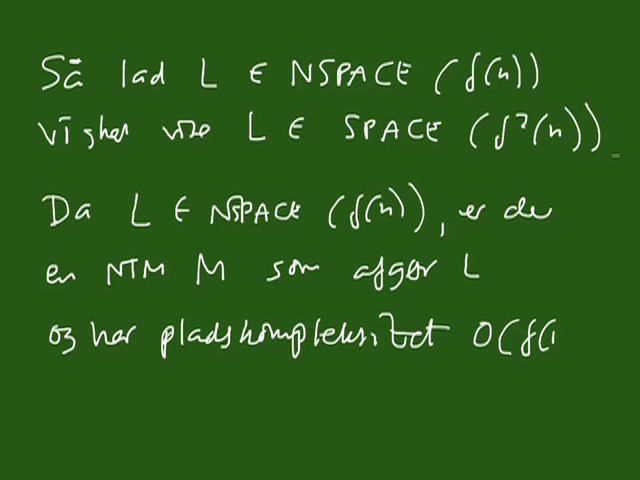 Så lad L ∈ NSPACE (f(n))
vi skal vise L ∈ SPACE (f²(n))
Da L ∈ NSPACE (f(n)), er der
en NTM M som afgør L
og har pladskompleksitet O(f(